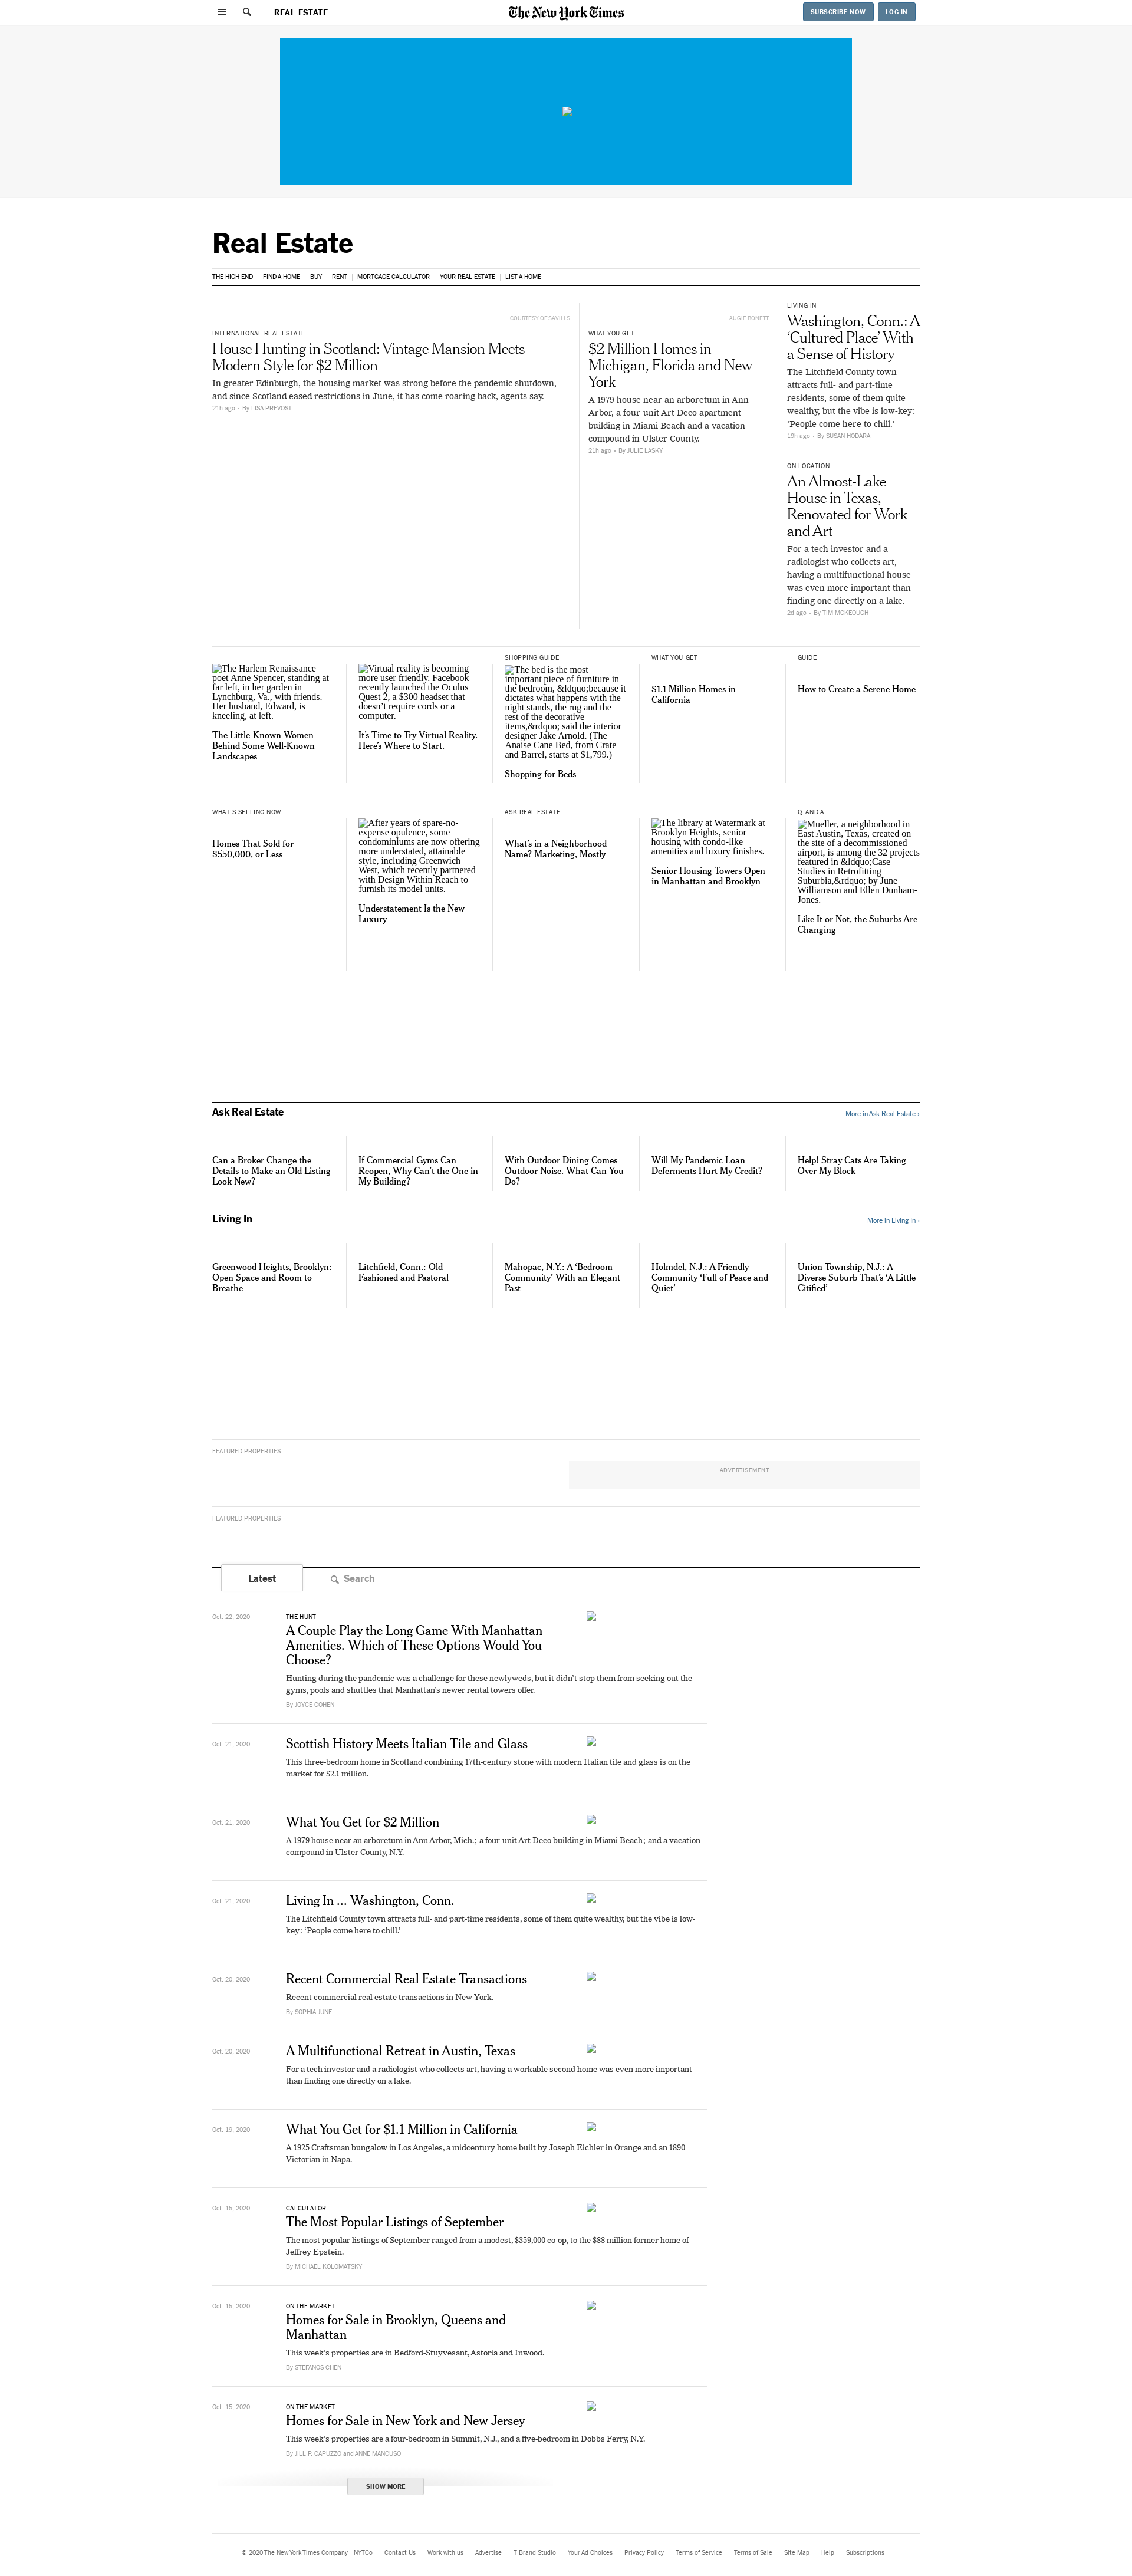 REAL ESTATE
The New York Times
SUBSCRIBE NOW
LOG IN
Real Estate
THE HIGH END
FIND A HOME
BUY
RENT
MORTGAGE CALCULATOR
YOUR REAL ESTATE
LIST A HOME
COURTESY OF SAVILLS
INTERNATIONAL REAL ESTATE
House Hunting in Scotland: Vintage Mansion Meets
Modern Style for $2 Million
In greater Edinburgh, the housing market was strong before the pandemic shutdown,
and since Scotland eased restrictions in June, it has come roaring back, agents say.
21h ago · By LISA PREVOST
AUGIE BONETT
WHAT YOU GET
$2 Million Homes in
Michigan, Florida and New
York
A 1979 house near an arboretum in Ann
Arbor, a four-unit Art Deco apartment
building in Miami Beach and a vacation
compound in Ulster County.
21h ago · By JULIE LASKY
LIVING IN
Washington, Conn.: A
‘Cultured Place’ With
a Sense of History
The Litchfield County town
attracts full- and part-time
residents, some of them quite
wealthy, but the vibe is low-key:
‘People come here to chill.’
19h ago · By SUSAN HODARA
ON LOCATION
An Almost-Lake
House in Texas,
Renovated for Work
and Art
For a tech investor and a
radiologist who collects art,
having a multifunctional house
was even more important than
finding one directly on a lake.
2d ago · By TIM MCKEOUGH
The Harlem Renaissance
poet Anne Spencer, standing at
far left, in her garden in
Lynchburg, Va., with friends.
Her husband, Edward, is
kneeling, at left.
The Little-Known Women
Behind Some Well-Known
Landscapes
Virtual reality is becoming
more user friendly. Facebook
recently launched the Oculus
Quest 2, a $300 headset that
doesn’t require cords or a
computer.
It’s Time to Try Virtual Reality.
Here’s Where to Start.
SHOPPING GUIDE
The bed is the most
important piece of furniture in
the bedroom, &ldquo;because it
dictates what happens with the
night stands, the rug and the
rest of the decorative
items,&rdquo; said the interior
designer Jake Arnold. (The
Anaise Cane Bed, from Crate
and Barrel, starts at $1,799.)
Shopping for Beds
WHAT YOU GET
$1.1 Million Homes in
California
GUIDE
How to Create a Serene Home
WHAT'S SELLING NOW
Homes That Sold for
$550,000, or Less
After years of spare-no-
expense opulence, some
condominiums are now offering
more understated, attainable
style, including Greenwich
West, which recently partnered
with Design Within Reach to
furnish its model units.
Understatement Is the New
Luxury
ASK REAL ESTATE
What’s in a Neighborhood
Name? Marketing, Mostly
The library at Watermark at
Brooklyn Heights, senior
housing with condo-like
amenities and luxury finishes.
Senior Housing Towers Open
in Manhattan and Brooklyn
Q. AND A.
Mueller, a neighborhood in
East Austin, Texas, created on
the site of a decommissioned
airport, is among the 32 projects
featured in &ldquo;Case
Studies in Retrofitting
Suburbia,&rdquo; by June
Williamson and Ellen Dunham-
Jones.
Like It or Not, the Suburbs Are
Changing
Ask Real Estate
More in Ask Real Estate ›
Can a Broker Change the
Details to Make an Old Listing
Look New?
If Commercial Gyms Can
Reopen, Why Can’t the One in
My Building?
With Outdoor Dining Comes
Outdoor Noise. What Can You
Do?
Will My Pandemic Loan
Deferments Hurt My Credit?
Help! Stray Cats Are Taking
Over My Block
Living In
More in Living In ›
Greenwood Heights, Brooklyn:
Open Space and Room to
Breathe
Litchfield, Conn.: Old-
Fashioned and Pastoral
Mahopac, N.Y.: A ‘Bedroom
Community’ With an Elegant
Past
Holmdel, N.J.: A Friendly
Community ‘Full of Peace and
Quiet’
Union Township, N.J.: A
Diverse Suburb That’s ‘A Little
Citified’
FEATURED PROPERTIES
ADVERTISEMENT
FEATURED PROPERTIES
Latest
Search
Oct. 22, 2020
THE HUNT
A Couple Play the Long Game With Manhattan
Amenities. Which of These Options Would You
Choose?
Hunting during the pandemic was a challenge for these newlyweds, but it didn’t stop them from seeking out the
gyms, pools and shuttles that Manhattan’s newer rental towers offer.
By JOYCE COHEN
Oct. 21, 2020
Scottish History Meets Italian Tile and Glass
This three-bedroom home in Scotland combining 17th-century stone with modern Italian tile and glass is on the
market for $2.1 million.
Oct. 21, 2020
What You Get for $2 Million
A 1979 house near an arboretum in Ann Arbor, Mich.; a four-unit Art Deco building in Miami Beach; and a vacation
compound in Ulster County, N.Y.
Oct. 21, 2020
Living In ... Washington, Conn.
The Litchfield County town attracts full- and part-time residents, some of them quite wealthy, but the vibe is low-
key: ‘People come here to chill.’
Oct. 20, 2020
Recent Commercial Real Estate Transactions
Recent commercial real estate transactions in New York.
By SOPHIA JUNE
Oct. 20, 2020
A Multifunctional Retreat in Austin, Texas
For a tech investor and a radiologist who collects art, having a workable second home was even more important
than finding one directly on a lake.
Oct. 19, 2020
What You Get for $1.1 Million in California
A 1925 Craftsman bungalow in Los Angeles, a midcentury home built by Joseph Eichler in Orange and an 1890
Victorian in Napa.
Oct. 15, 2020
CALCULATOR
The Most Popular Listings of September
The most popular listings of September ranged from a modest, $359,000 co-op, to the $88 million former home of
Jeffrey Epstein.
By MICHAEL KOLOMATSKY
Oct. 15, 2020
ON THE MARKET
Homes for Sale in Brooklyn, Queens and
Manhattan
This week’s properties are in Bedford-Stuyvesant, Astoria and Inwood.
By STEFANOS CHEN
Oct. 15, 2020
ON THE MARKET
Homes for Sale in New York and New Jersey
This week’s properties are a four-bedroom in Summit, N.J., and a five-bedroom in Dobbs Ferry, N.Y.
By JILL P. CAPUZZO and ANNE MANCUSO
SHOW MORE
© 2020 The New York Times Company
NYTCo
Contact Us
Work with us
Advertise
T Brand Studio
Your Ad Choices
Privacy Policy
Terms of Service
Terms of Sale
Site Map
Help
Subscriptions